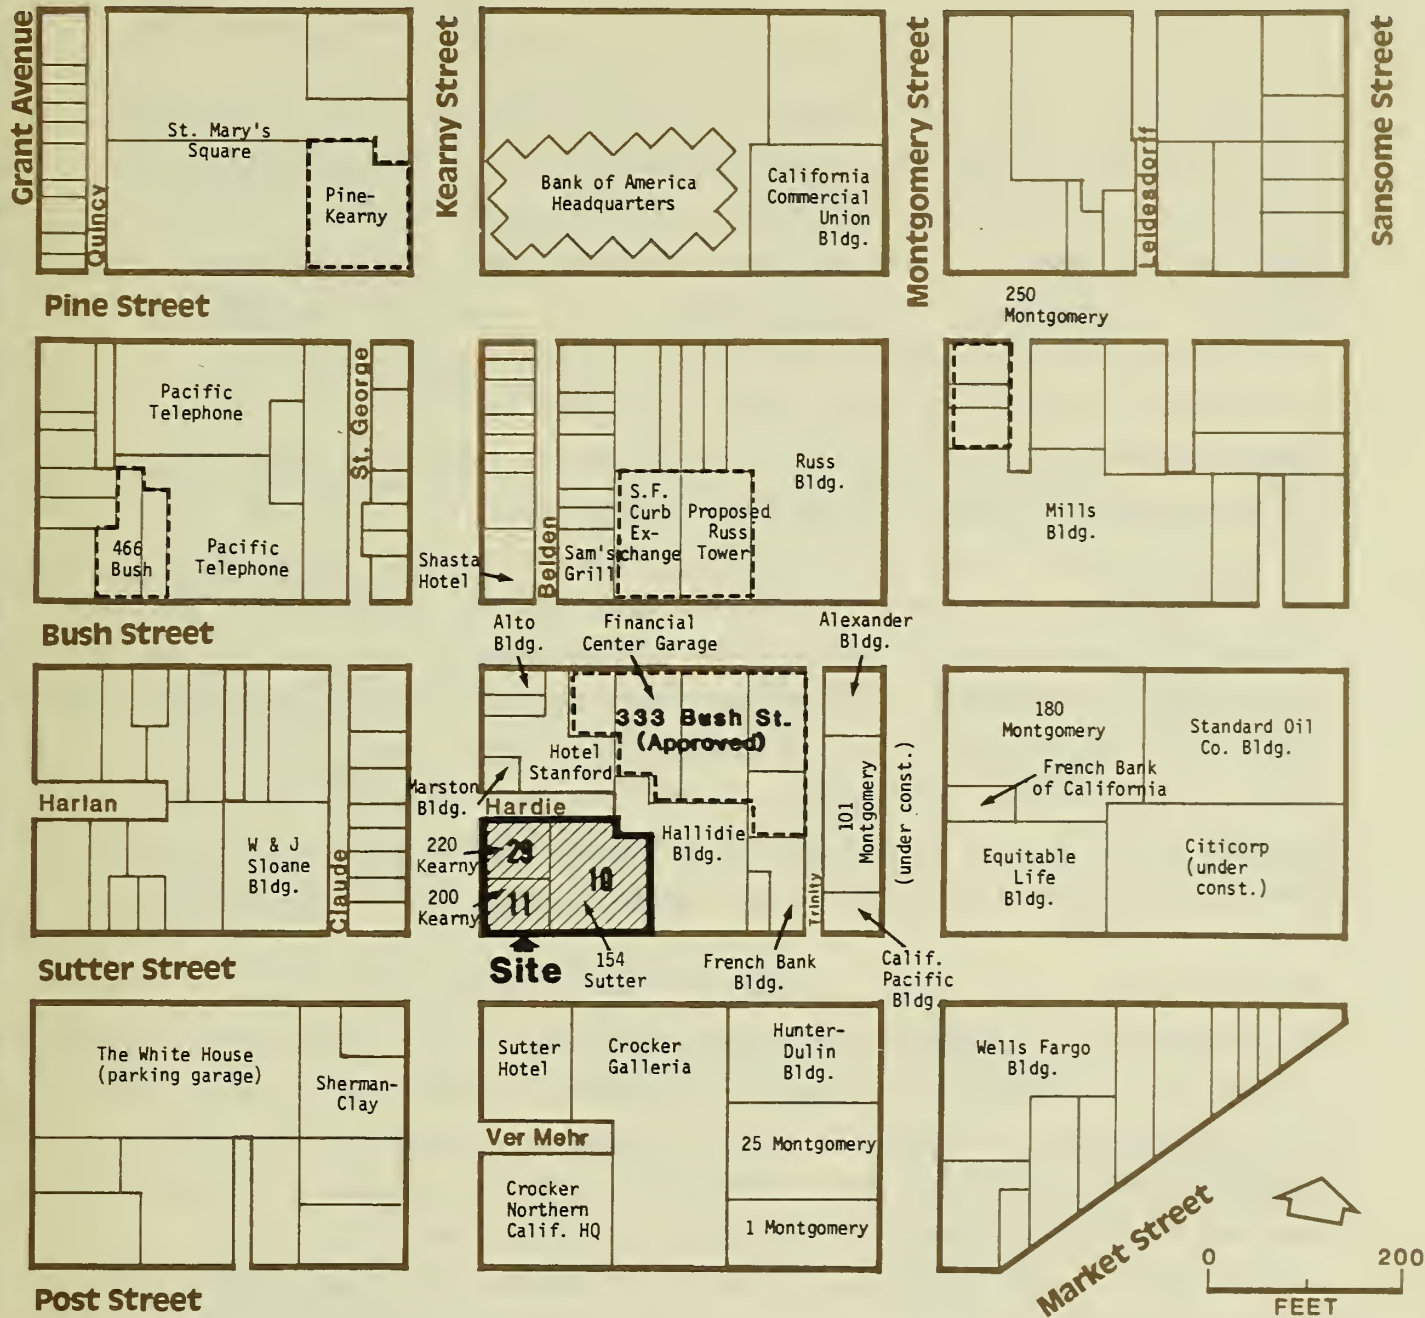 Grant Avenue
Quincy
St. Mary's
Square
Pine-
Kearny
Kearny Street
Bank of America
Headquarters
California
Commercial
Union
Bldg.
Montgomery Street
Leidesdorff
Sansome Street
Pine Street
250
Montgomery
Pacific
Telephone
466
Bush
Pacific
Telephone
St. George
Shasta
Hotel
Belden
Sam's
Grill
S.F.
Curb
Ex-
change
Proposed
Russ
Tower
Russ
Bldg.
Mills
Bldg.
Bush Street
Alto
Bldg.
Financial
Center Garage
Alexander
Bldg.
Harlan
W & J
Sloane
Bldg.
Claude
333 Bush St.
(Approved)
Hotel
Stanford
Marston
Bldg.
Hardie
220
Kearny
29
200
Kearny
11
10
Hallidie
Bldg.
Trinity
101
Montgomery
(under const.)
180
Montgomery
Standard Oil
Co. Bldg.
French Bank
of California
Equitable
Life
Bldg.
Citicorp
(under
const.)
Sutter Street
Site
154
Sutter
French Bank
Bldg.
Calif.
Pacific
Bldg.
The White House
(parking garage)
Sherman-
Clay
Sutter
Hotel
Crocker
Galleria
Hunter-
Dulin
Bldg.
Ver Mehr
25 Montgomery
Crocker
Northern
Calif. HQ
1 Montgomery
Wells Fargo
Bldg.
Market Street
Post Street
0 200
FEET